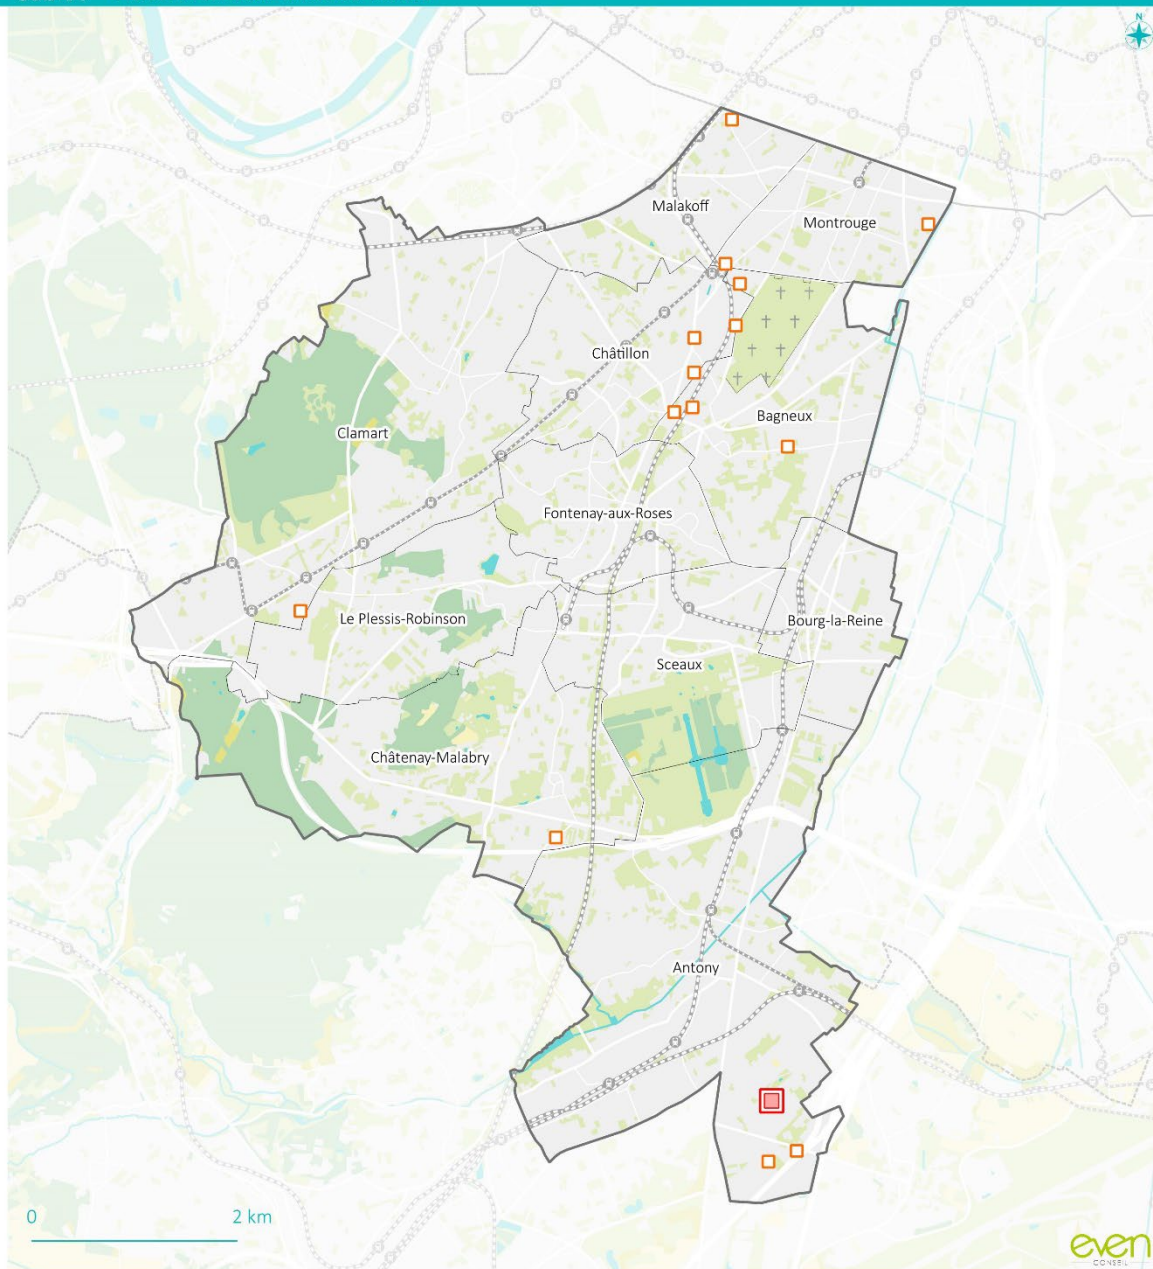 N
Malakoff
Montrouge
Châtillon
Bagneux
Clamart
Fontenay-aux-Roses
Le Plessis-Robinson
Bourg-la-Reine
Sceaux
Châtenay-Malabry
Antony
0 2 km
even
CONSEIL